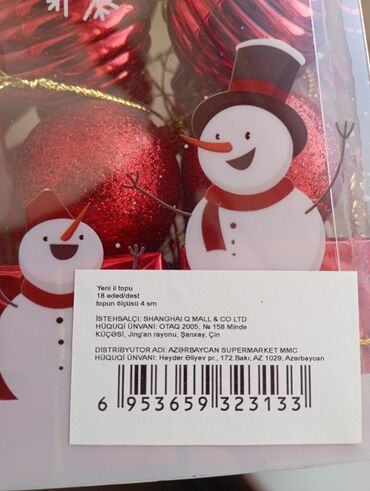 Yeni il topu
18 eded/dest
topun ölçüsü 4 sm
İSTEHSALÇI: SHANGHAI Q MALL & CO LTD
HÜQUQİ ÜNVANI: OTAQ 2005, № 158 Minde
KÜÇƏSİ, Jing'an rayonu, Şanxay, Çin
DİSTRİBYUTOR ADI: AZƏRBAYCAN SUPERMARKET MMC
HÜQUQİ ÜNVANI: Heydər Əliyev pr., 172.Bakı, AZ 1029, Azərbaycan
6 953659 323133